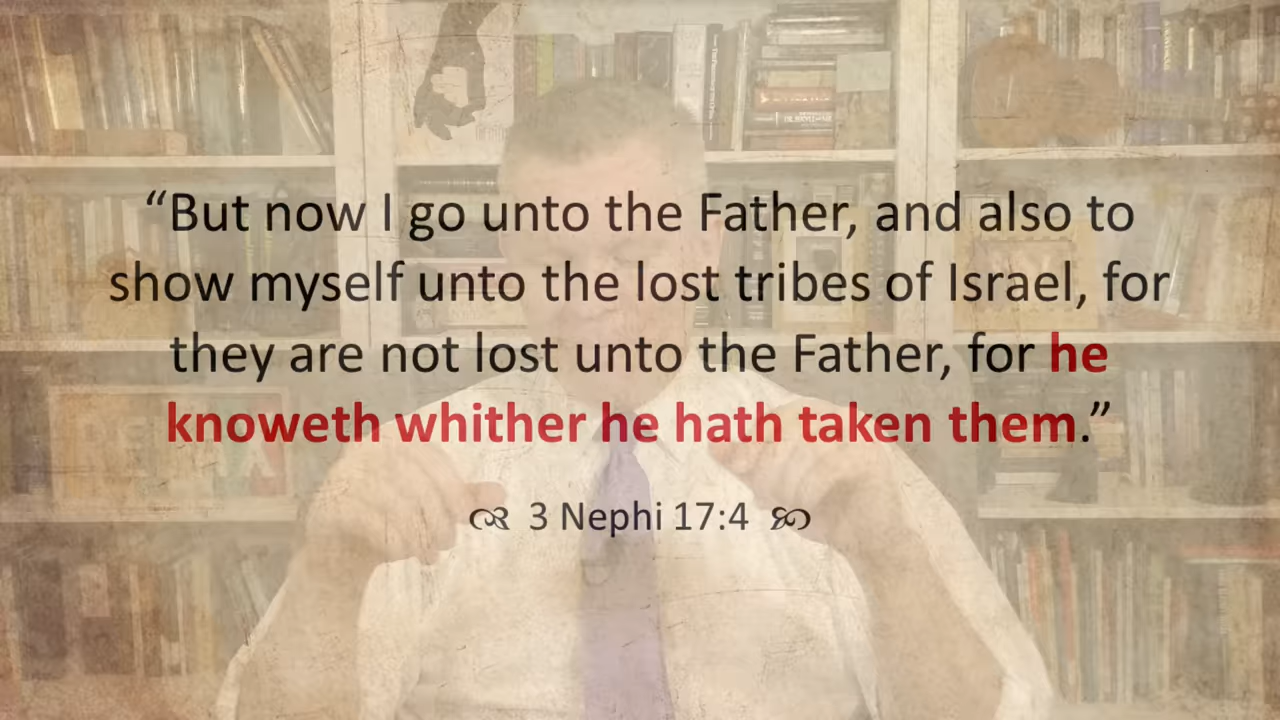 “But now I go unto the Father, and also to
show myself unto the lost tribes of Israel, for
they are not lost unto the Father, for he
knoweth whither he hath taken them.”
3 Nephi 17:4